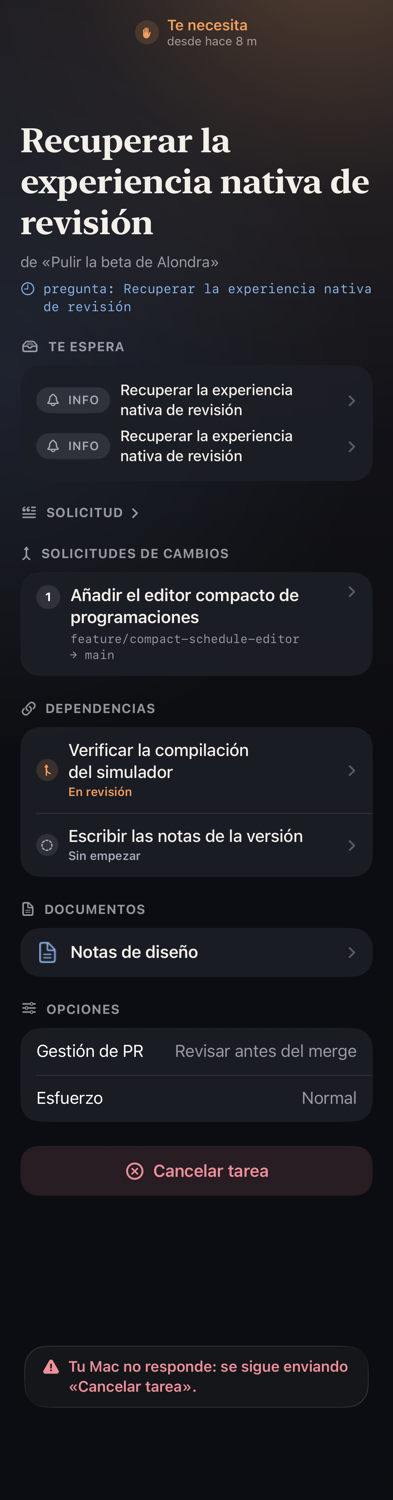 Te necesita
desde hace 8 m
Recuperar la
experiencia nativa de
revisión
de «Pulir la beta de Alondra»
pregunta: Recuperar la experiencia nativa
de revisión
TE ESPERA
INFO
Recuperar la experiencia
nativa de revisión
INFO
Recuperar la experiencia
nativa de revisión
SOLICITUD
SOLICITUDES DE CAMBIOS
1
Añadir el editor compacto de
programaciones
feature/compact-schedule-editor
→ main
DEPENDENCIAS
Verificar la compilación
del simulador
En revisión
Escribir las notas de la versión
Sin empezar
DOCUMENTOS
Notas de diseño
OPCIONES
Gestión de PR Revisar antes del merge
Esfuerzo Normal
Cancelar tarea
Tu Mac no responde: se sigue enviando
«Cancelar tarea».